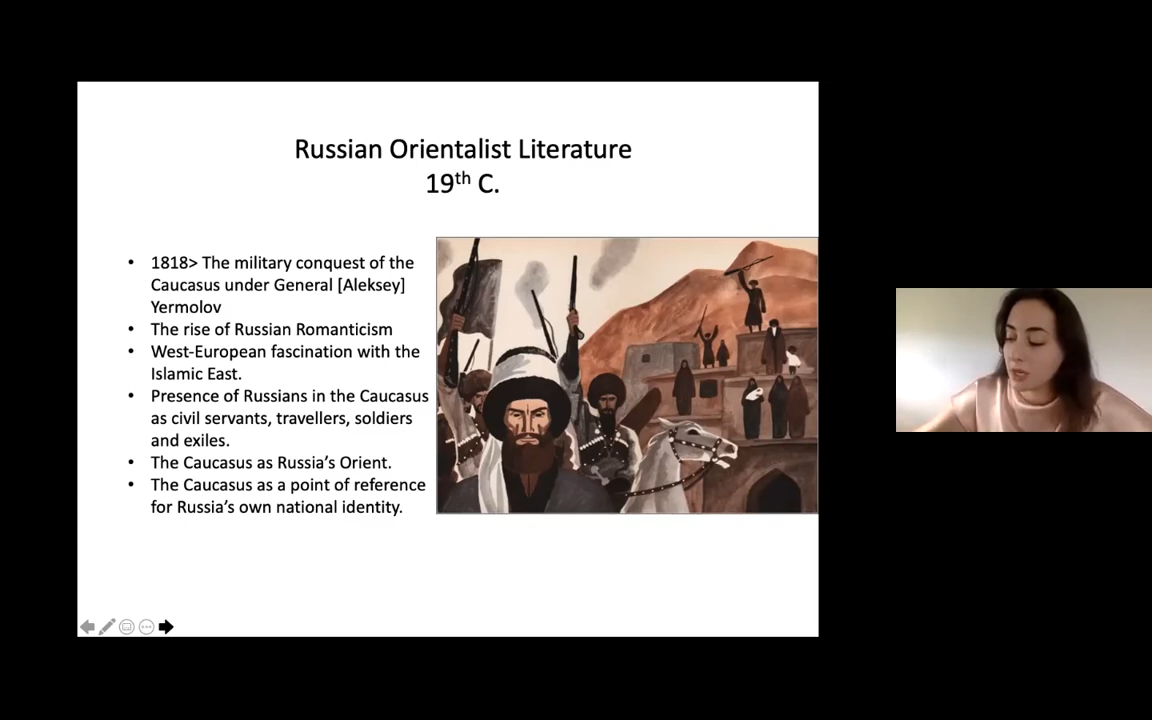 Russian Orientalist Literature
19th C.
• 1818> The military conquest of the
Caucasus under General [Aleksey]
Yermolov
• The rise of Russian Romanticism
• West-European fascination with the
Islamic East.
• Presence of Russians in the Caucasus
as civil servants, travellers, soldiers
and exiles.
• The Caucasus as Russia’s Orient.
• The Caucasus as a point of reference
for Russia’s own national identity.